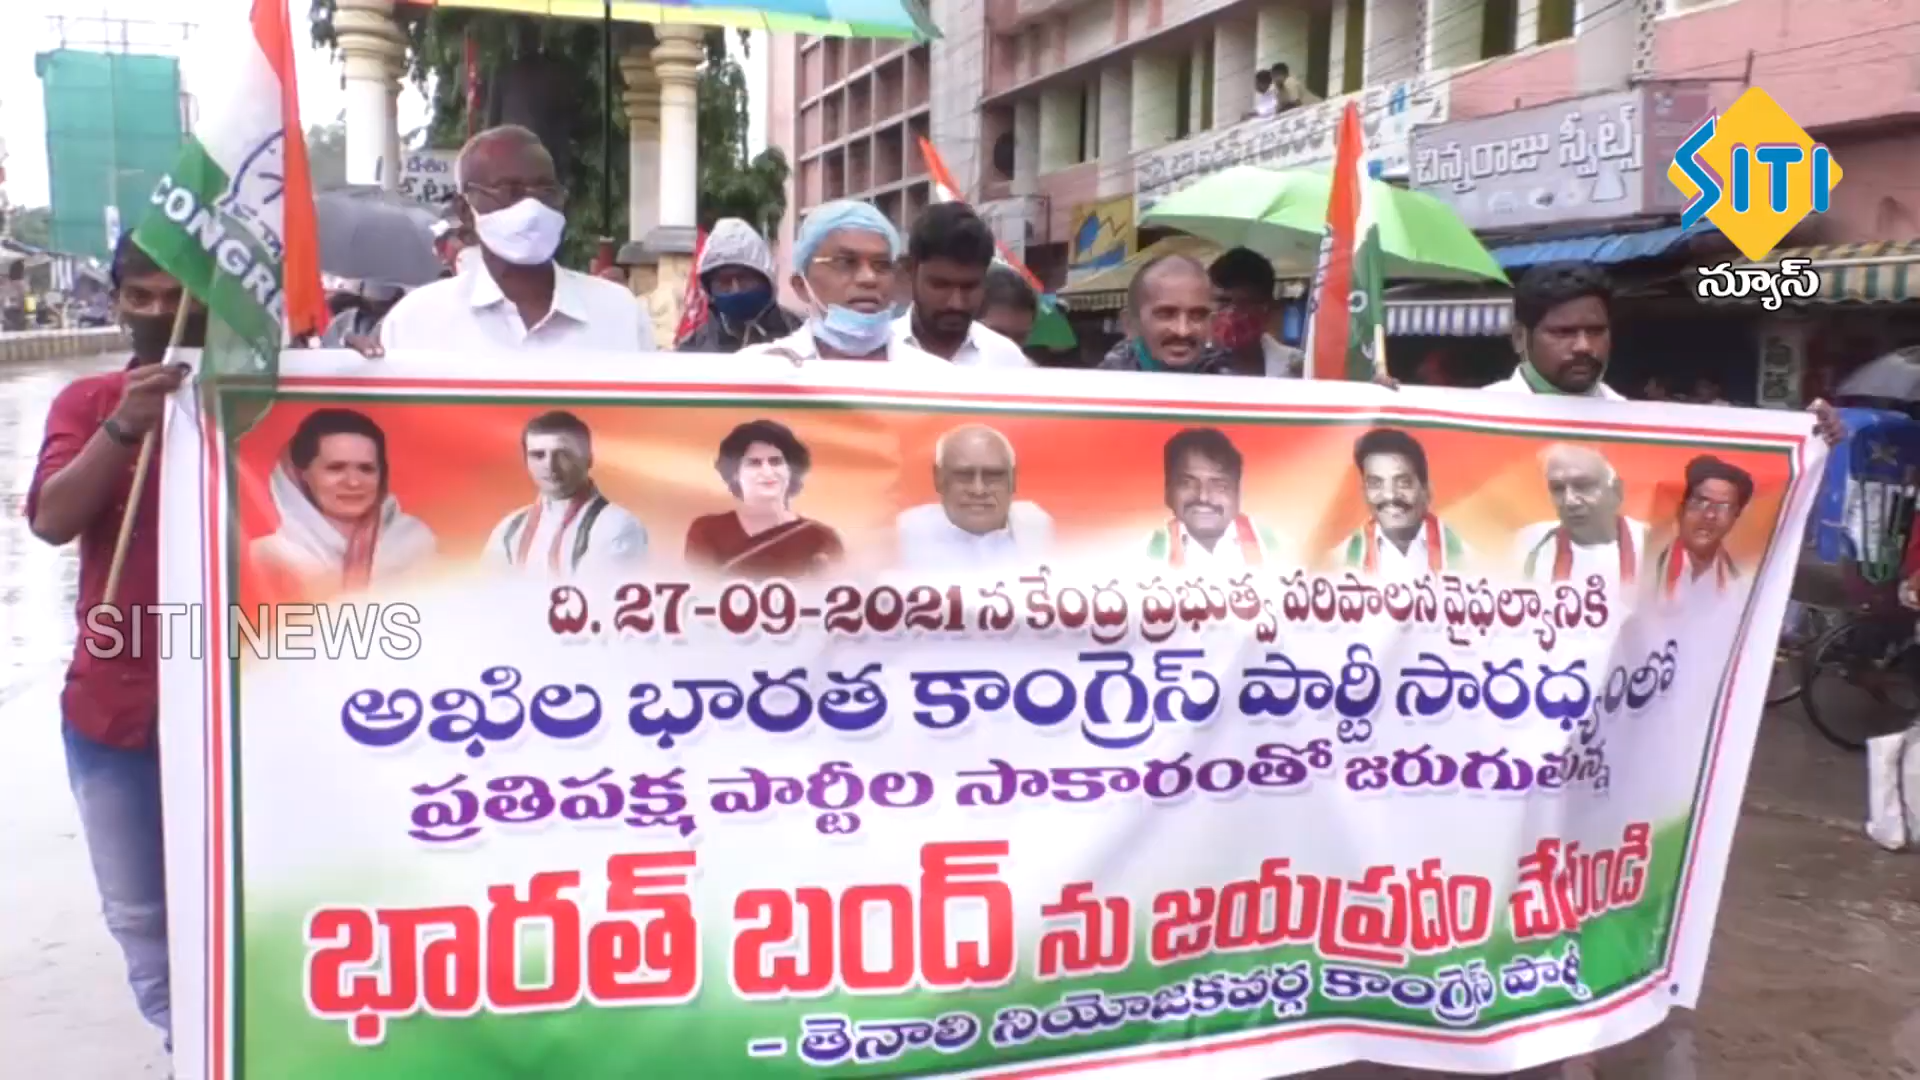 SITI
న్యూస్
చిన్నరాజు స్వీట్స్
CONGRE
SITI NEWS
ది. 27-09-2021 న కేంద్ర ప్రభుత్వ పరిపాలన వైఫల్యానికి
అఖిల భారత కాంగ్రెస్ పార్టీ సారధ్యంలో
ప్రతిపక్ష పార్టీల సాకారంతో జరుగుతున్న
భారత్ బంద్ ను జయప్రదం చేయండి
- తెనాలి నియోజకవర్గ కాంగ్రెస్ పార్టీ